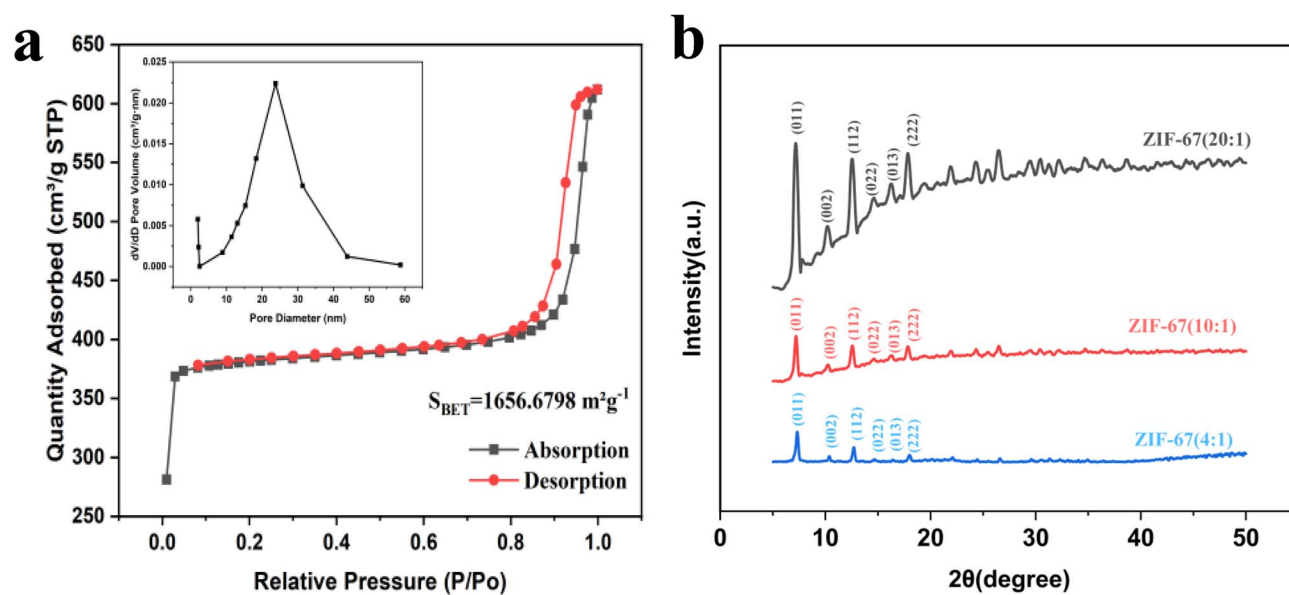 a
650
600
550
500
450
400
350
300
250
Quantity Adsorbed (cm³/g STP)
0.0 0.2 0.4 0.6 0.8 1.0
Relative Pressure (P/Po)
0.025
0.020
0.015
0.010
0.005
0.000
dV/dD Pore Volume (cm³/g·nm)
0 10 20 30 40 50 60
Pore Diameter (nm)
S_BET=1656.6798 m²g⁻¹
Absorption
Desorption
b
Intensity(a.u.)
(011)
(002)
(112)
(022)
(013)
(222)
ZIF-67(20:1)
(011)
(002)
(112)
(022)
(013)
(222)
ZIF-67(10:1)
(011)
(002)
(112)
(022)
(013)
(222)
ZIF-67(4:1)
0 10 20 30 40 50
2θ(degree)